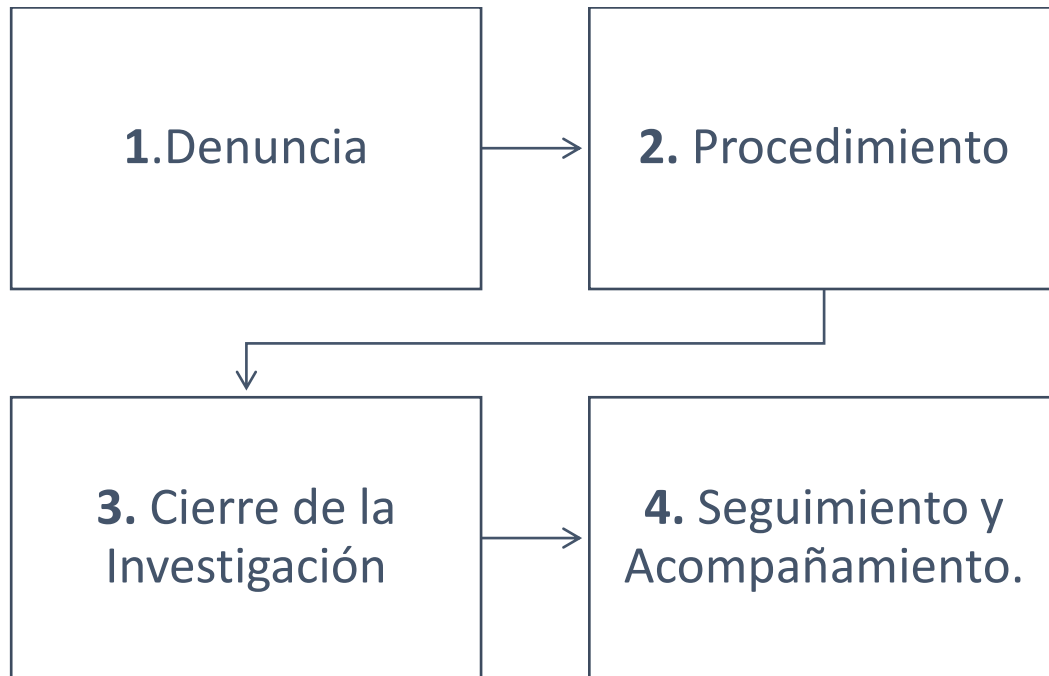 1.Denuncia
2. Procedimiento
3. Cierre de la
Investigación
4. Seguimiento y
Acompañamiento.